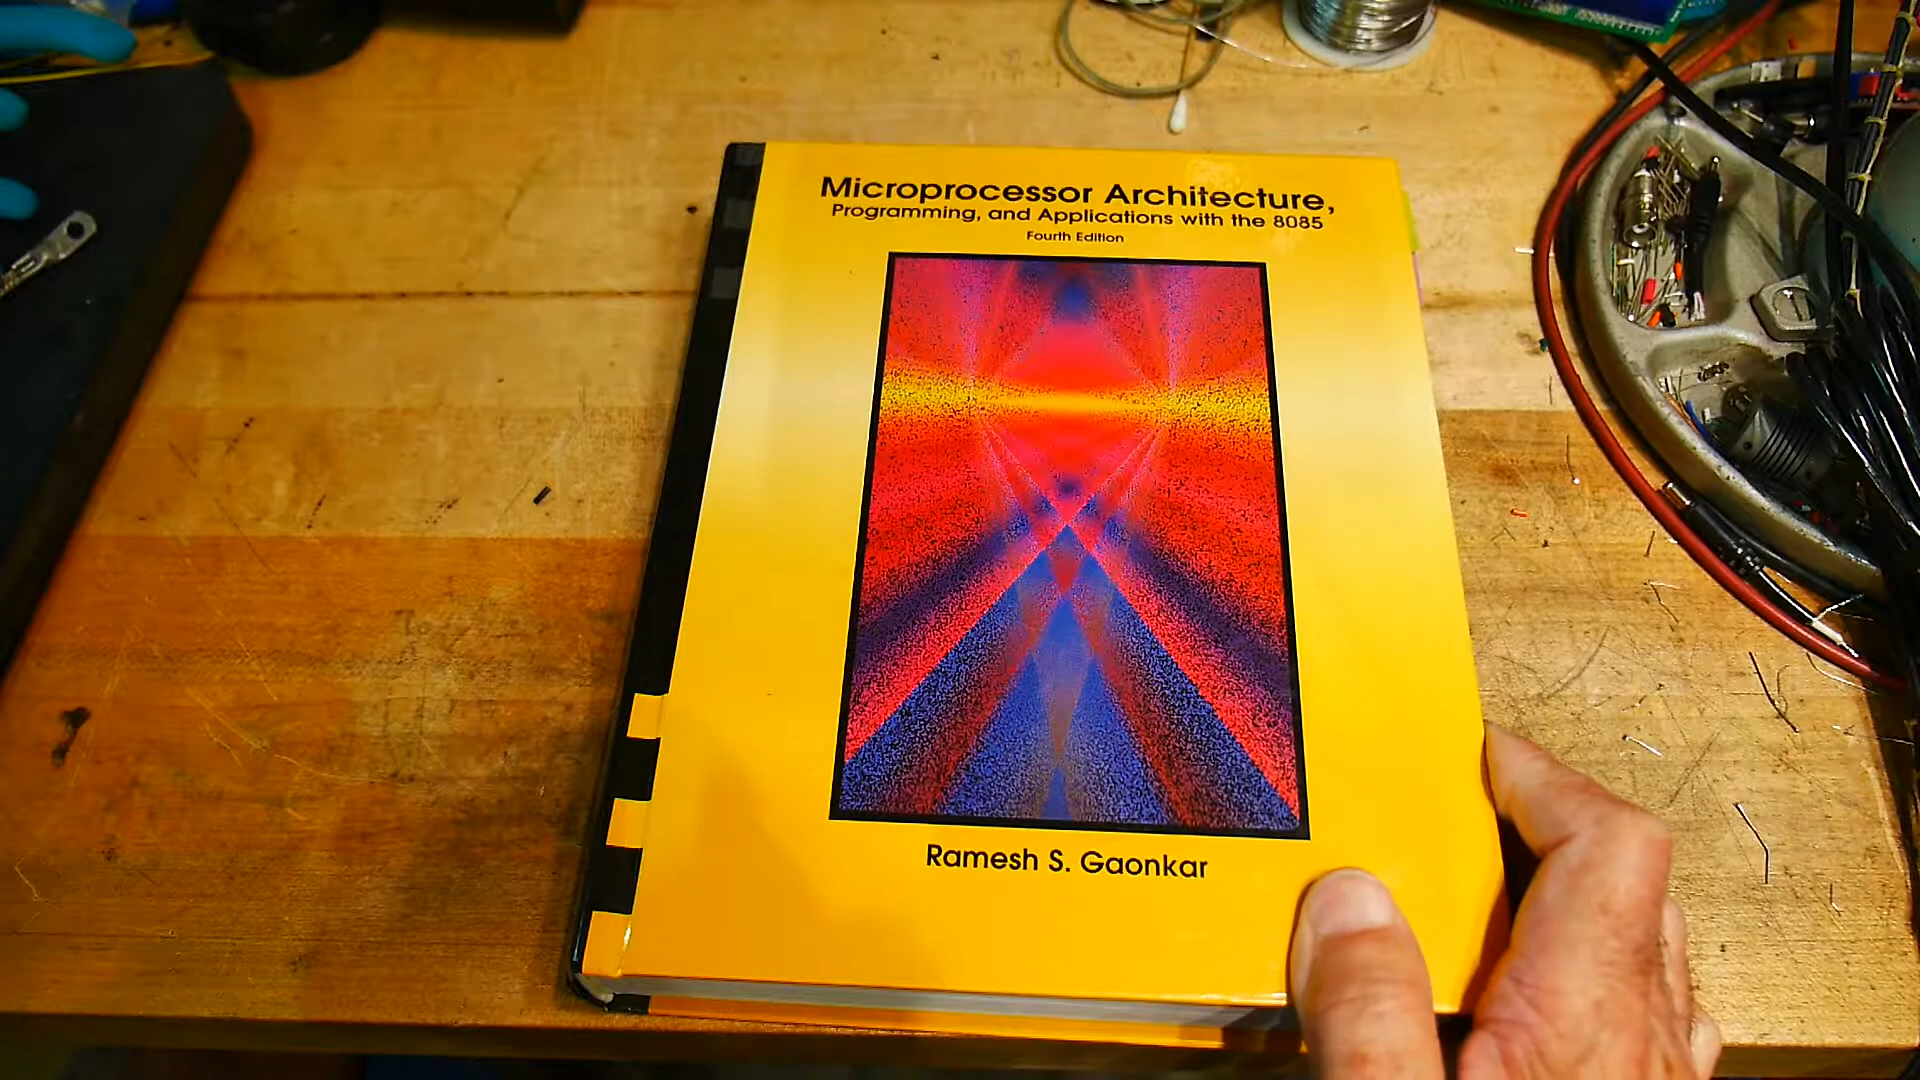 Microprocessor Architecture,
Programming, and Applications with the 8085
Fourth Edition
Ramesh S. Gaonkar